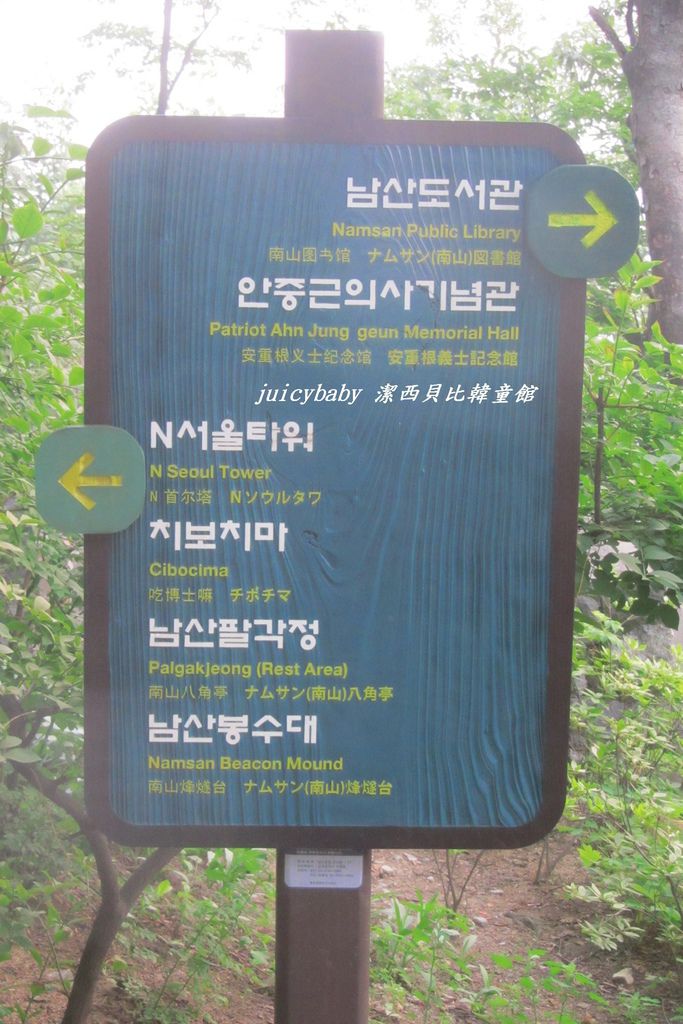 남산도서관
Namsan Public Library
南山图书馆 ナムサン(南山)図書館
안중근의사기념관
Patriot Ahn Jung geun Memorial Hall
安重根义士纪念馆 安重根義士記念館
juicybaby 潔西貝比韓童館
N서울타워
N Seoul Tower
N 首尔塔 Nソウルタワ
치보치마
Cibocima
吃博士嘛 チボチマ
남산팔각정
Palgakjeong (Rest Area)
南山八角亭 ナムサン(南山)八角亭
남산봉수대
Namsan Beacon Mound
南山烽燧台 ナムサン(南山)烽燧台